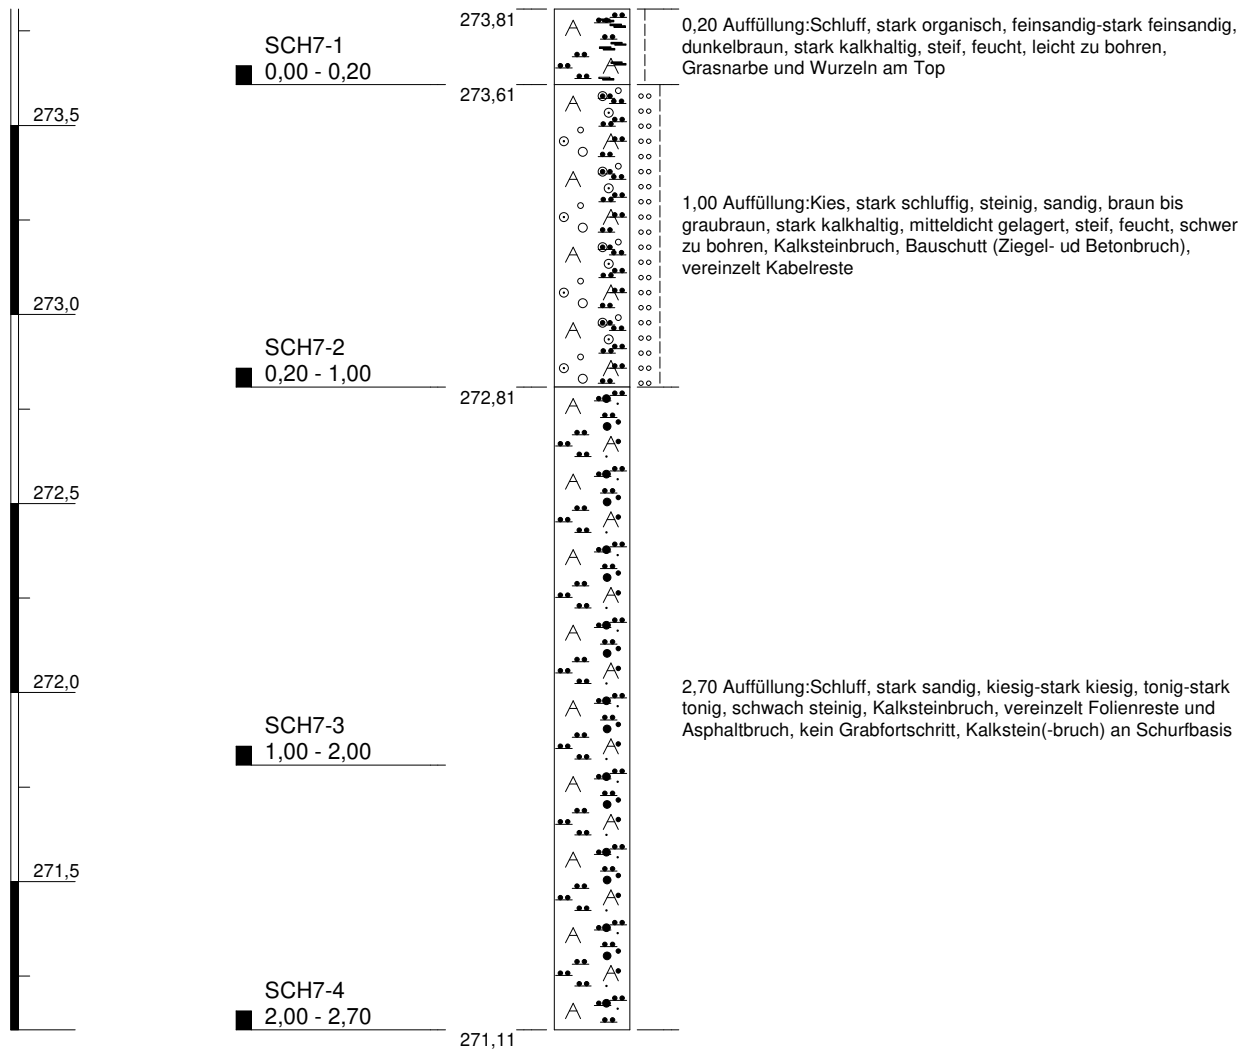 273,81
0,20 Auffüllung:Schluff, stark organisch, feinsandig-stark feinsandig,
dunkelbraun, stark kalkhaltig, steif, feucht, leicht zu bohren,
Grasnarbe und Wurzeln am Top
SCH7-1
0,00 - 0,20
273,61
273,5
1,00 Auffüllung:Kies, stark schluffig, steinig, sandig, braun bis
graubraun, stark kalkhaltig, mitteldicht gelagert, steif, feucht, schwer
zu bohren, Kalksteinbruch, Bauschutt (Ziegel- ud Betonbruch),
vereinzelt Kabelreste
273,0
SCH7-2
0,20 - 1,00
272,81
272,5
272,0
2,70 Auffüllung:Schluff, stark sandig, kiesig-stark kiesig, tonig-stark
tonig, schwach steinig, Kalksteinbruch, vereinzelt Folienreste und
Asphaltbruch, kein Grabfortschritt, Kalkstein(-bruch) an Schurfbasis
SCH7-3
1,00 - 2,00
271,5
SCH7-4
2,00 - 2,70
271,11